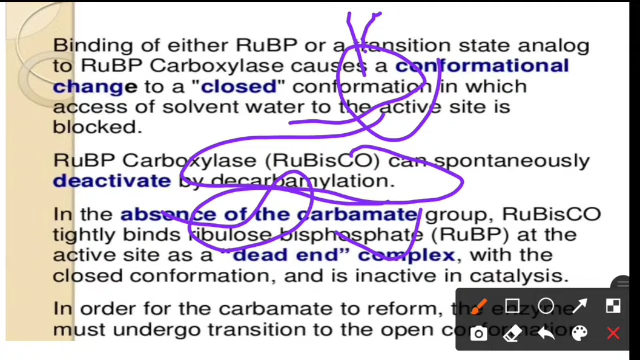 Binding of either RuBP or a transition state analog
to RuBP Carboxylase causes a conformational
change to a "closed" conformation in which
access of solvent water to the active site is
blocked.
RuBP Carboxylase (RuBisCO) can spontaneously
deactivate by decarbamylation.
In the absence of the carbamate group, RuBisCO
tightly binds ribulose bisphosphate (RuBP) at the
active site as a "dead end" complex, with the
closed conformation, and is inactive in catalysis.
In order for the carbamate to reform, the enzyme
must undergo transition to the open conformation